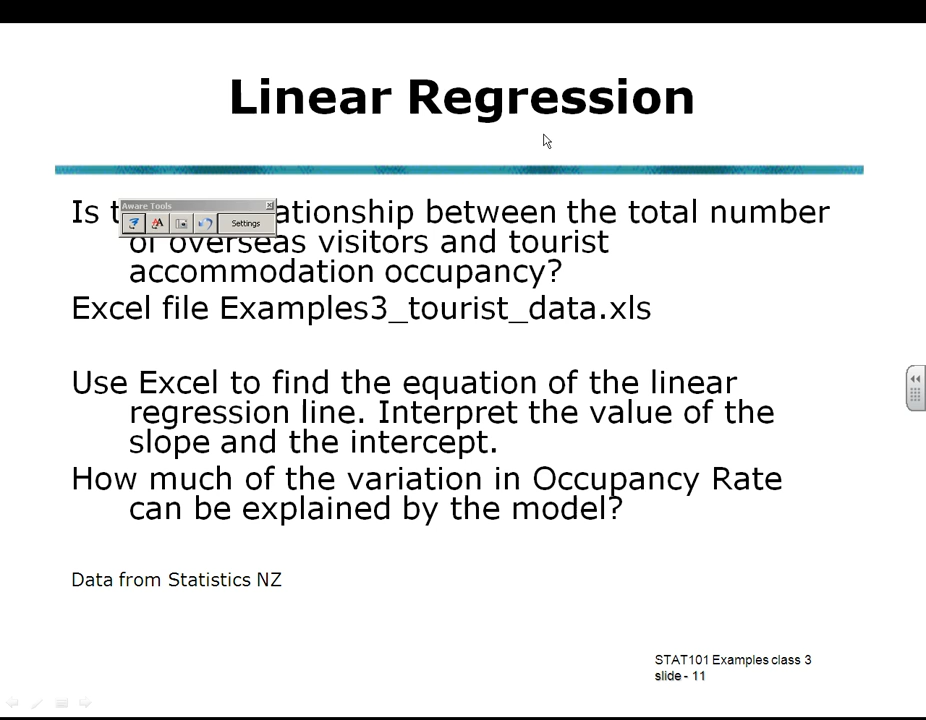 Linear Regression
Is t ationship between the total number
Aware Tools
Settings
of overseas visitors and tourist
accommodation occupancy?
Excel file Examples3_tourist_data.xls
Use Excel to find the equation of the linear
regression line. Interpret the value of the
slope and the intercept.
How much of the variation in Occupancy Rate
can be explained by the model?
Data from Statistics NZ
STAT101 Examples class 3
slide - 11